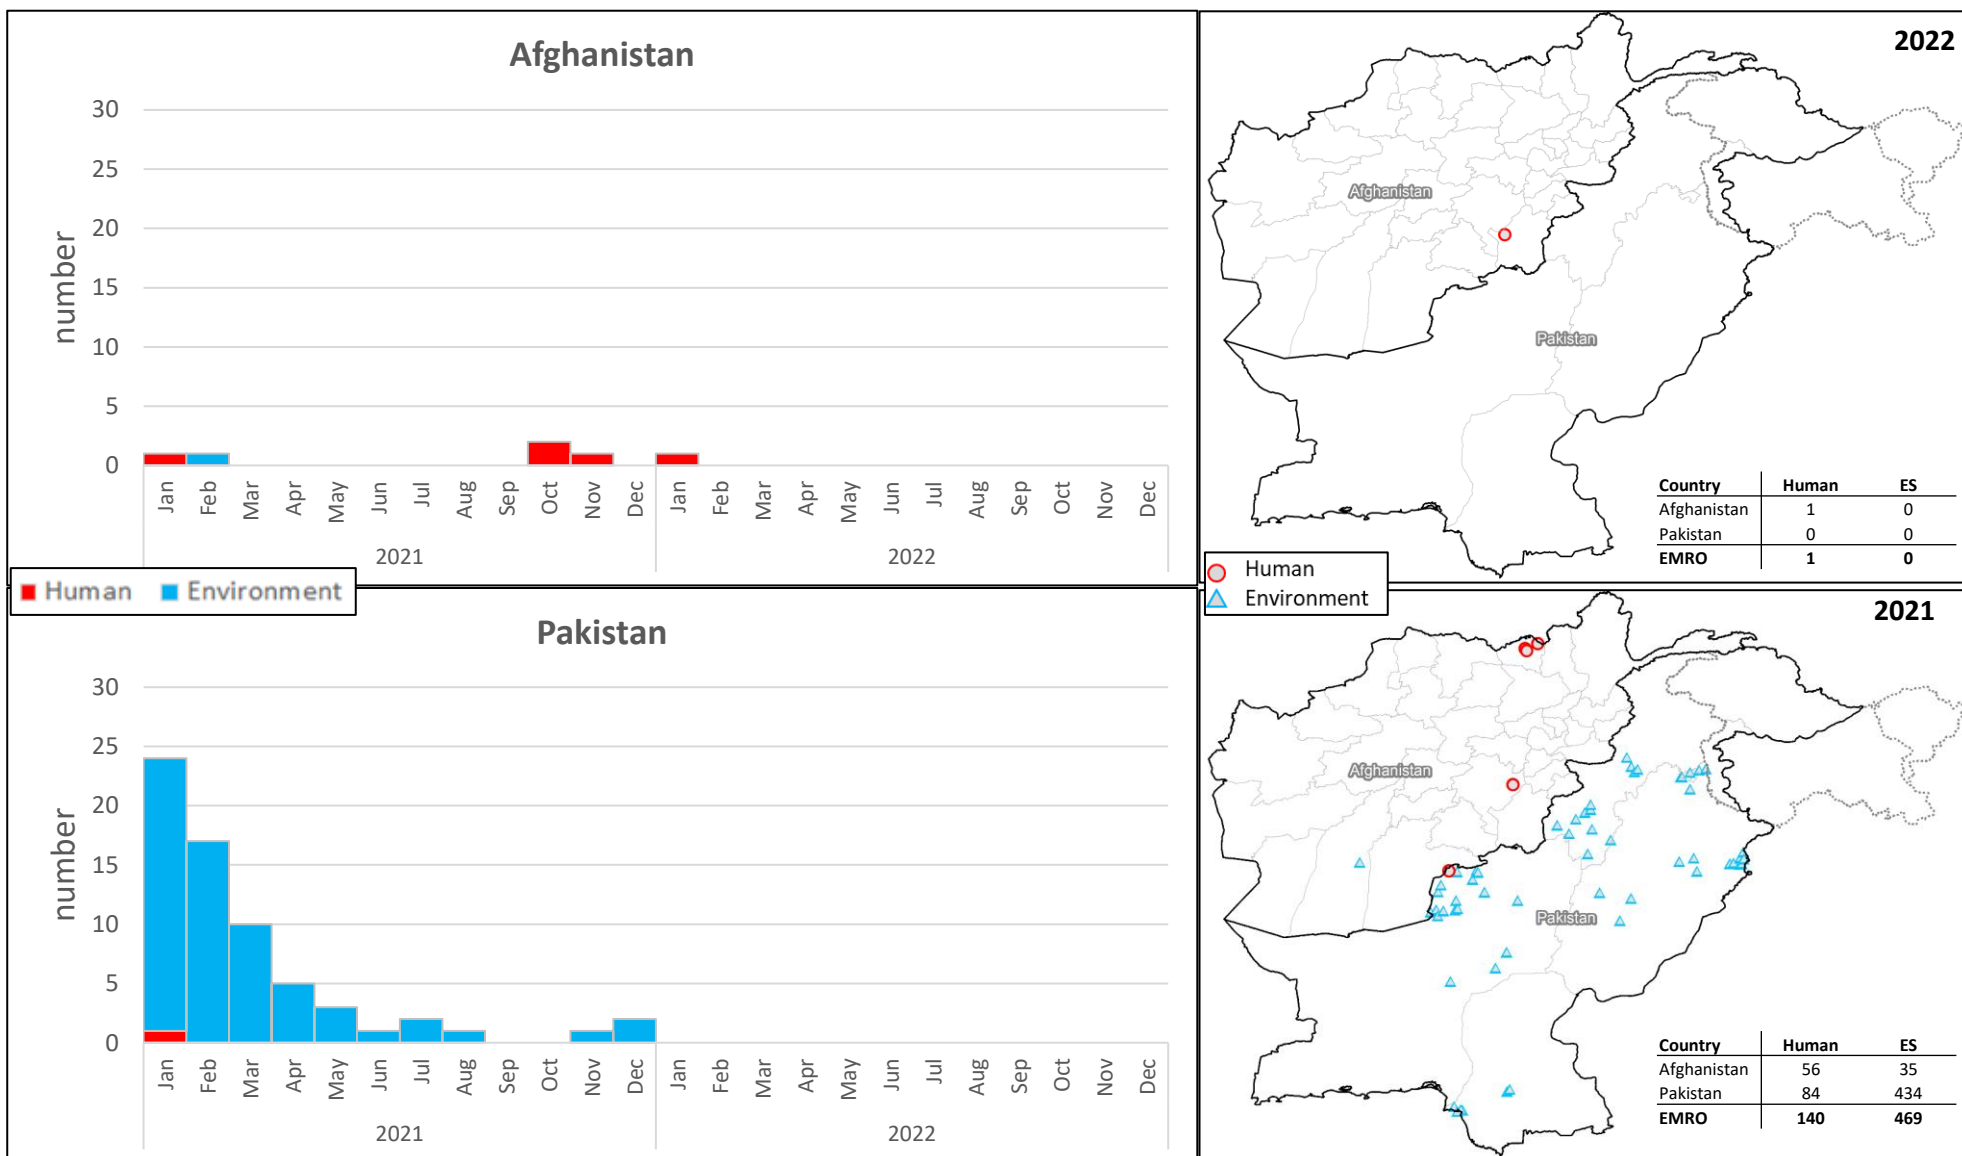 Afghanistan
number
30
25
20
15
10
5
0
Jan Feb Mar Apr May Jun Jul Aug Sep Oct Nov Dec Jan Feb Mar Apr May Jun Jul Aug Sep Oct Nov Dec
2021 2022
Human Environment
Pakistan
number
30
25
20
15
10
5
0
Jan Feb Mar Apr May Jun Jul Aug Sep Oct Nov Dec Jan Feb Mar Apr May Jun Jul Aug Sep Oct Nov Dec
2021 2022
2022
Afghanistan
Pakistan
Country Human ES
Afghanistan 1 0
Pakistan 0 0
EMRO 1 0
Human
Environment
2021
Afghanistan
Pakistan
Country Human ES
Afghanistan 56 35
Pakistan 84 434
EMRO 140 469